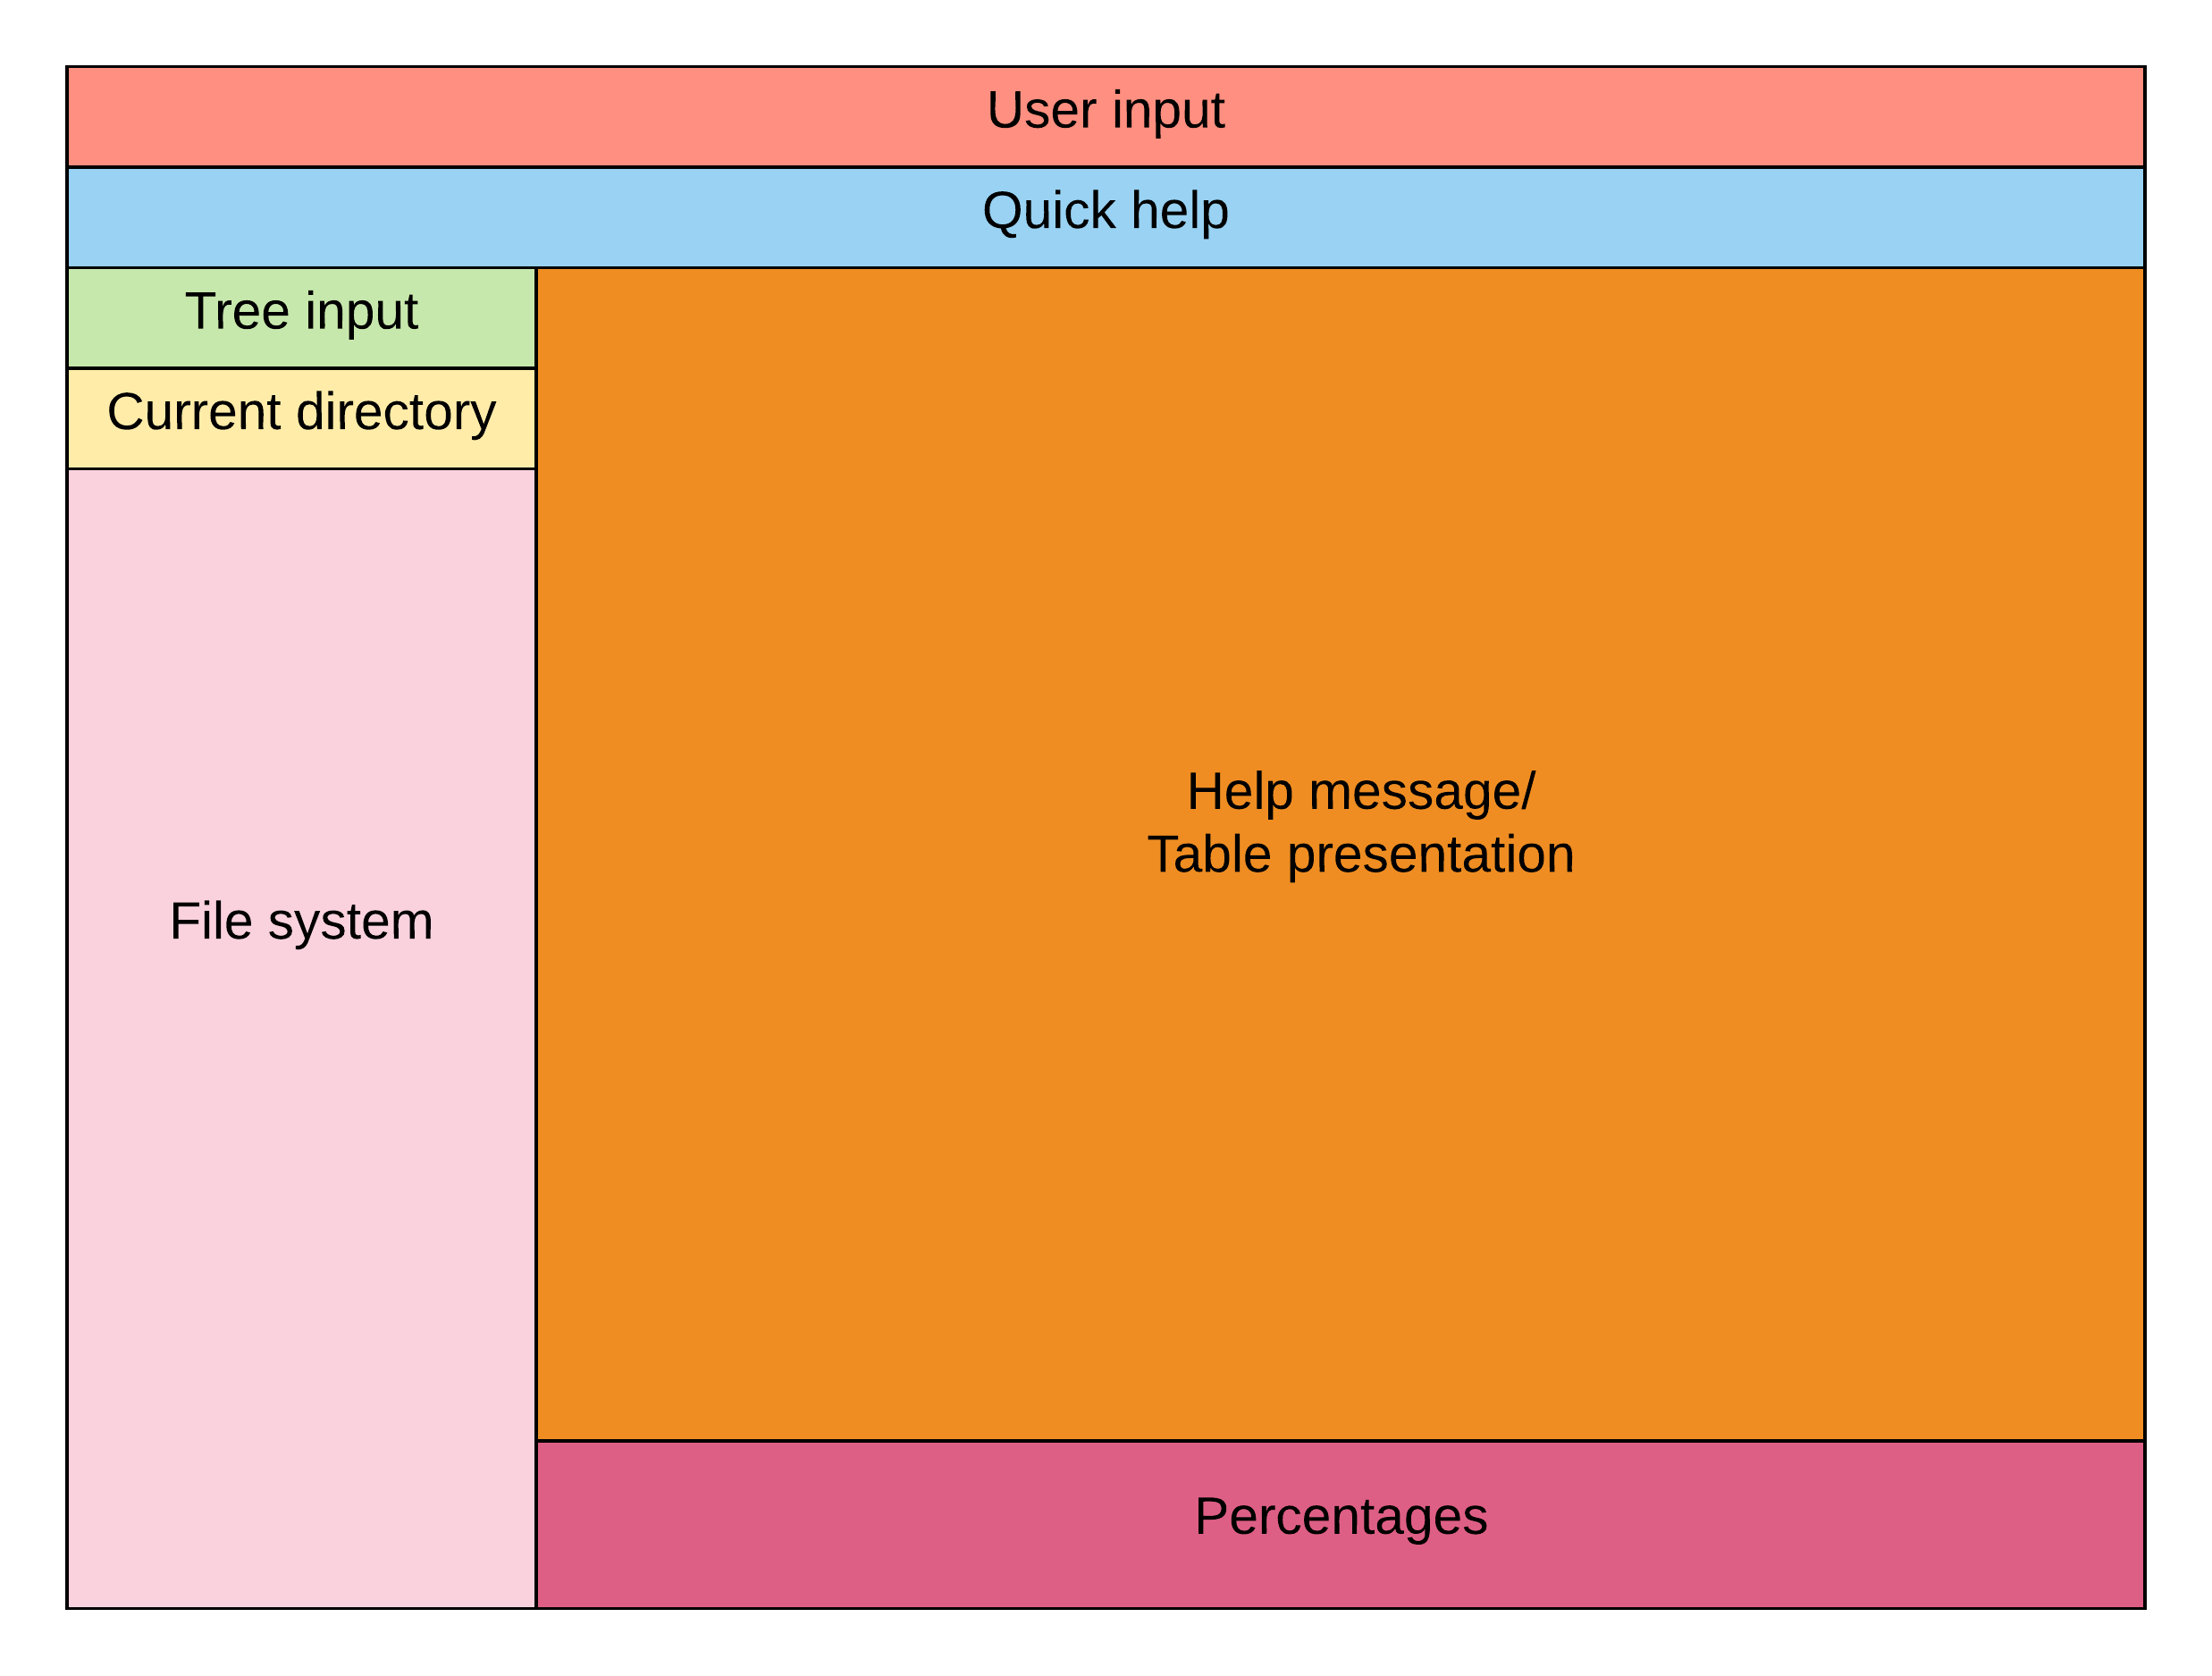 User input
Quick help
Tree input
Current directory
File system
Help message/
Table presentation
Percentages